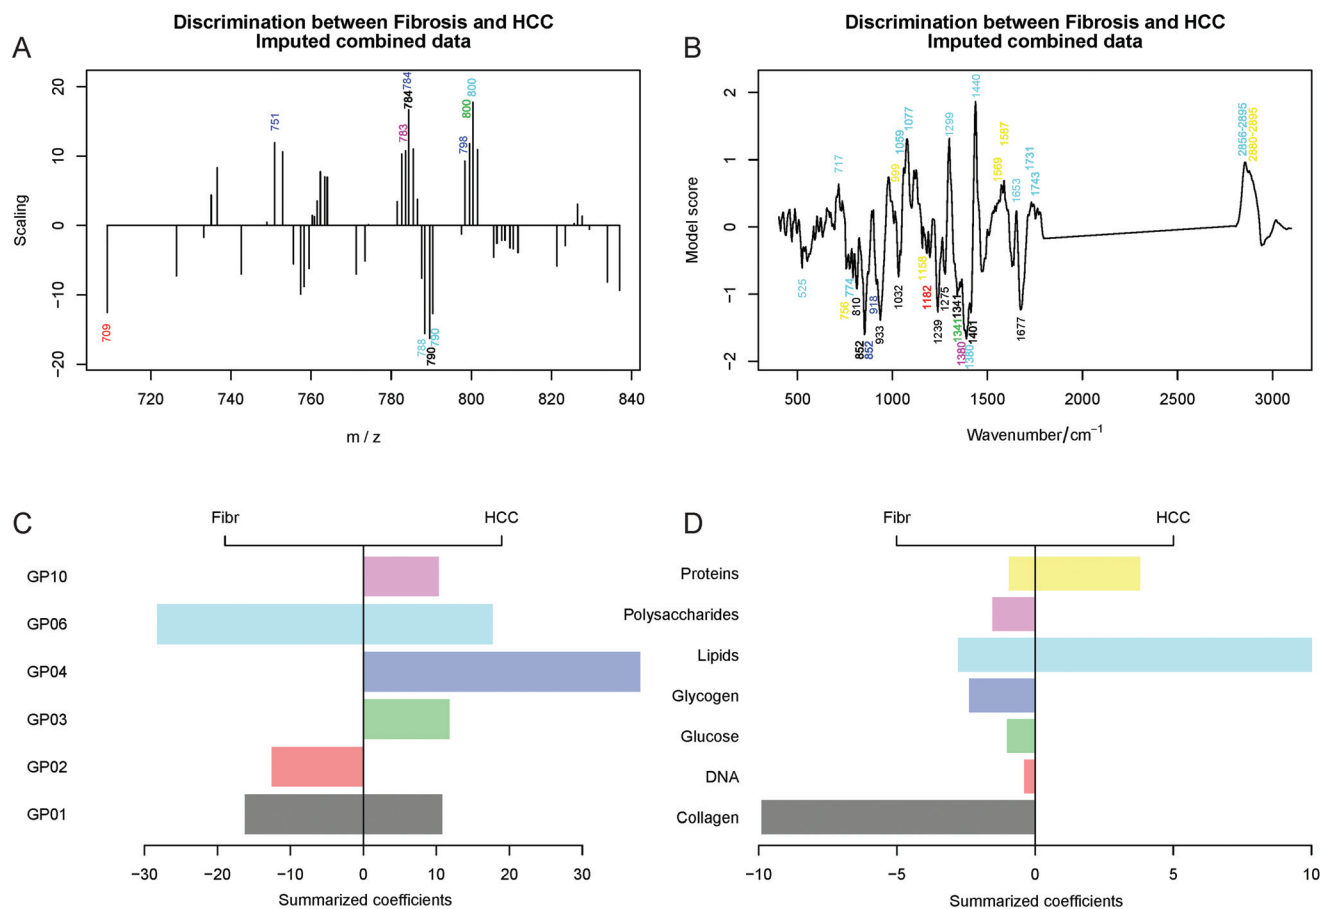 A
Discrimination between Fibrosis and HCC
Imputed combined data
Scaling
20
10
0
−10
−20
709
751
783
784
784
788
790
790
798
800
800
720
740
760
780
800
820
840
m / z
B
Discrimination between Fibrosis and HCC
Imputed combined data
Model score
2
1
0
−1
−2
525
717
756
774
810
852
852
918
933
999
1032
1059
1077
1158
1182
1239
1275
1299
1341
1341
1380
1380
1401
1440
1569
1587
1653
1677
1731
1743
2856-2895
2880-2895
500
1000
1500
2000
2500
3000
Wavenumber/cm⁻¹
C
Fibr
HCC
GP10
GP06
GP04
GP03
GP02
GP01
−30
−20
−10
0
10
20
30
Summarized coefficients
D
Fibr
HCC
Proteins
Polysaccharides
Lipids
Glycogen
Glucose
DNA
Collagen
−10
−5
0
5
10
Summarized coefficients